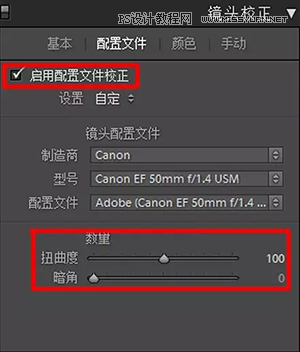 PS设计教程网
镜头校正
基本 | 配置文件 | 颜色 | 手动
启用配置文件校正
设置 自定
镜头配置文件
制造商 Canon
型号 Canon EF 50mm f/1.4 USM
配置文件 Adobe (Canon EF 50mm f/1.4 ...
数量
扭曲度 100
暗角 0